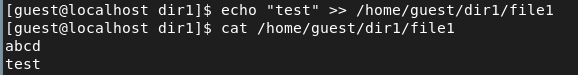 [guest@localhost dir1]$ echo "test" >> /home/guest/dir1/file1
[guest@localhost dir1]$ cat /home/guest/dir1/file1
abcd
test